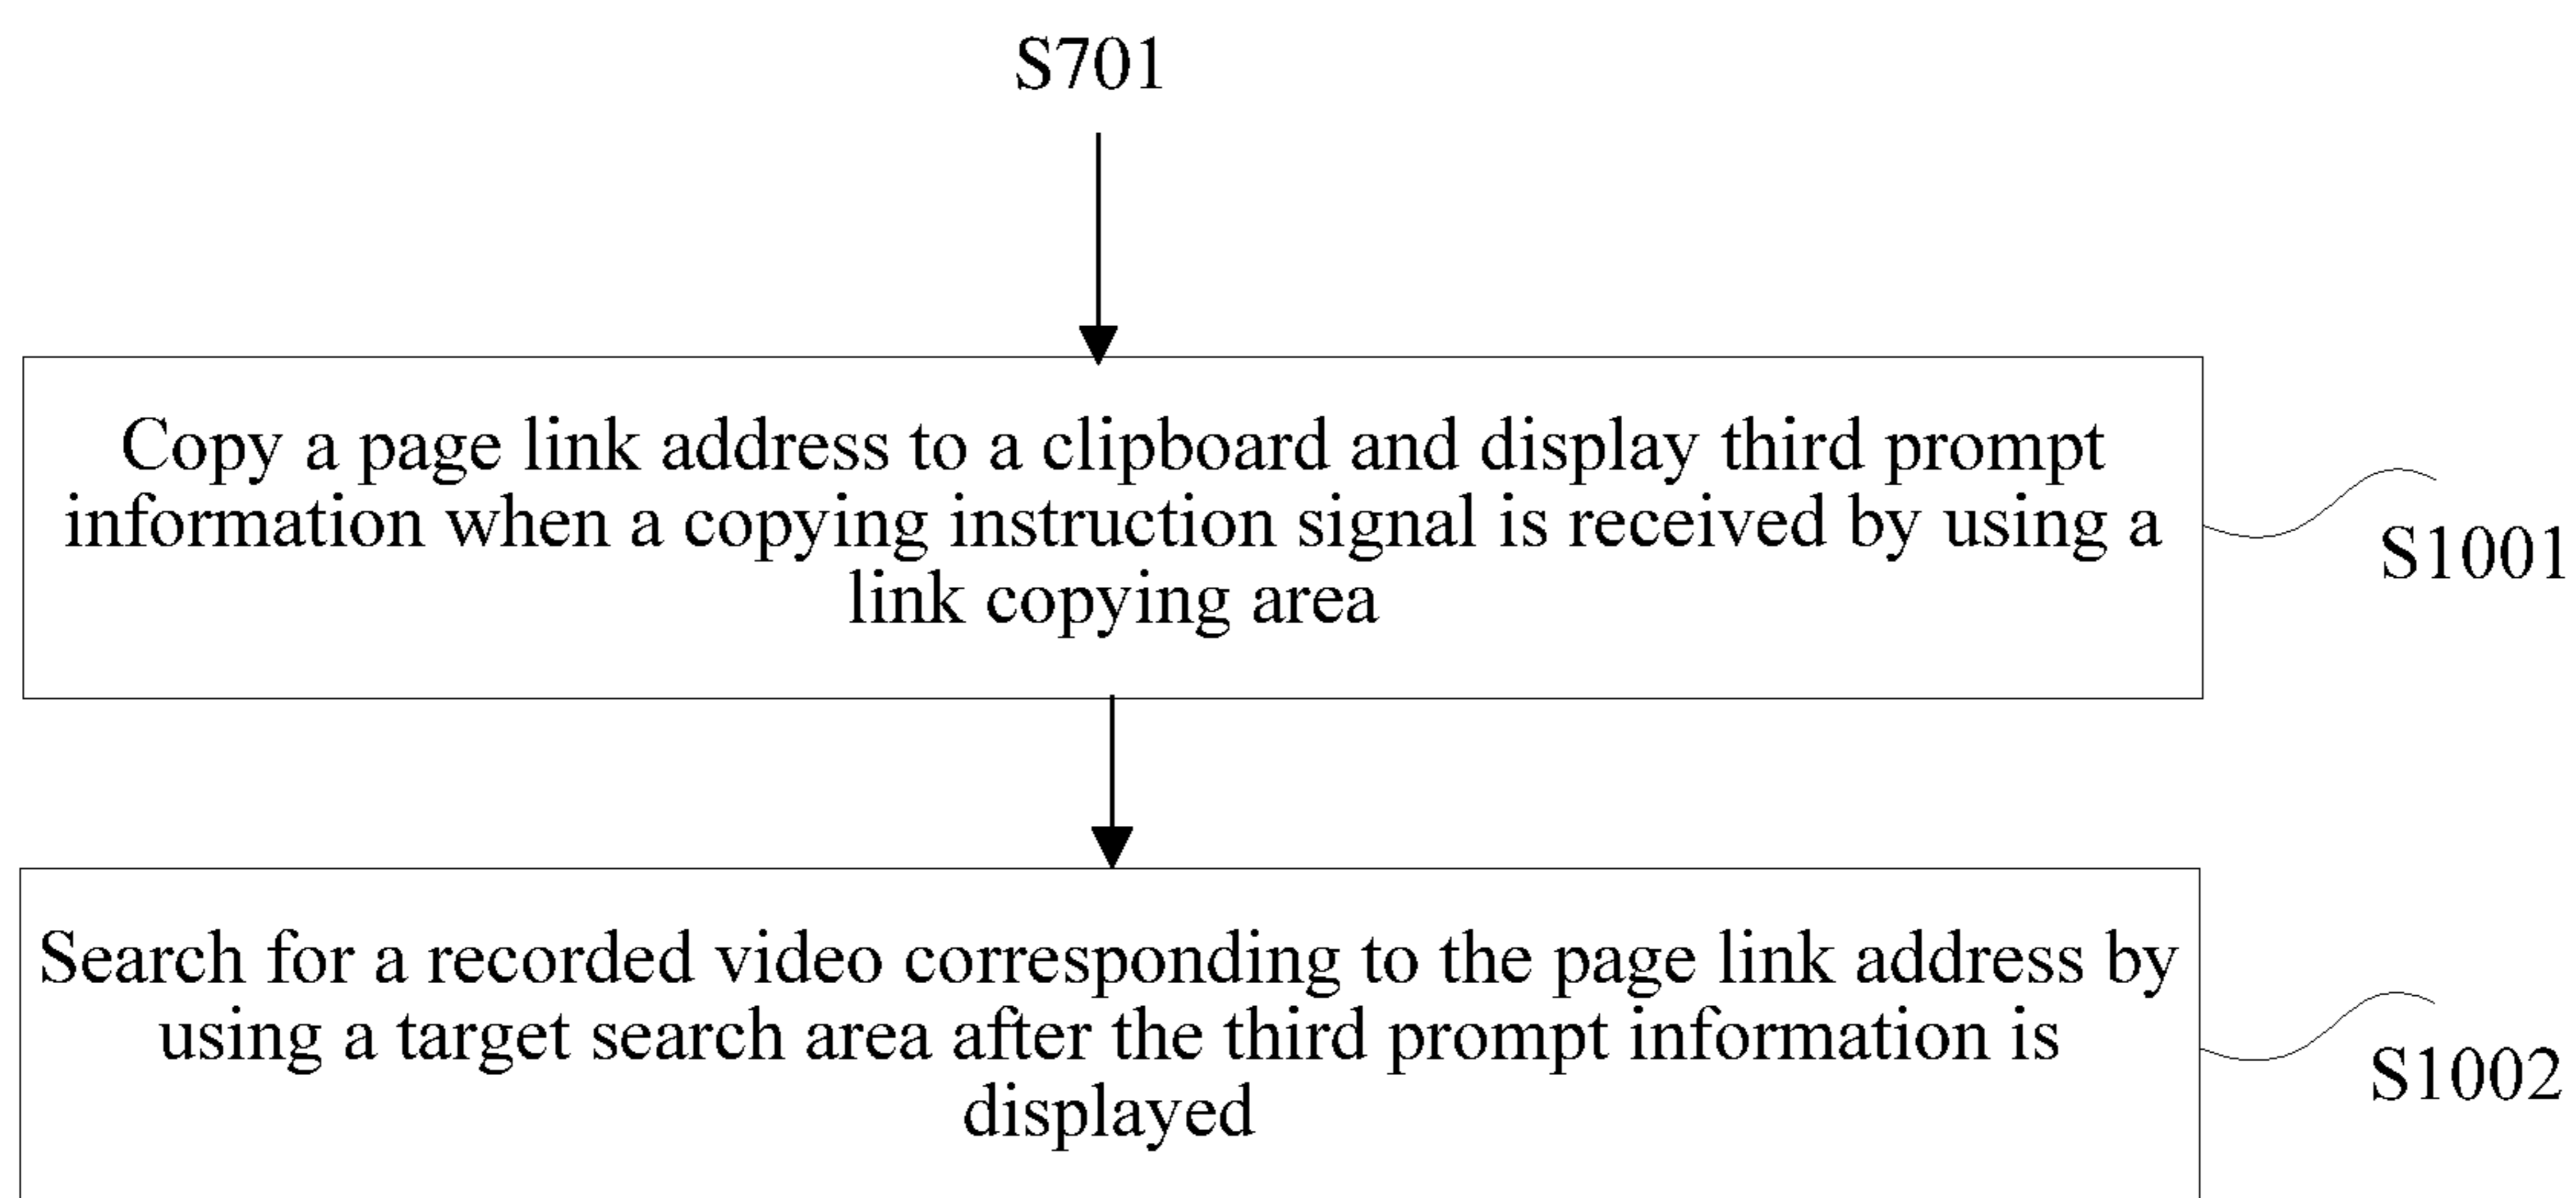 S701
Copy a page link address to a clipboard and display third prompt
information when a copying instruction signal is received by using a
link copying area
S1001
Search for a recorded video corresponding to the page link address by
using a target search area after the third prompt information is
displayed
S1002